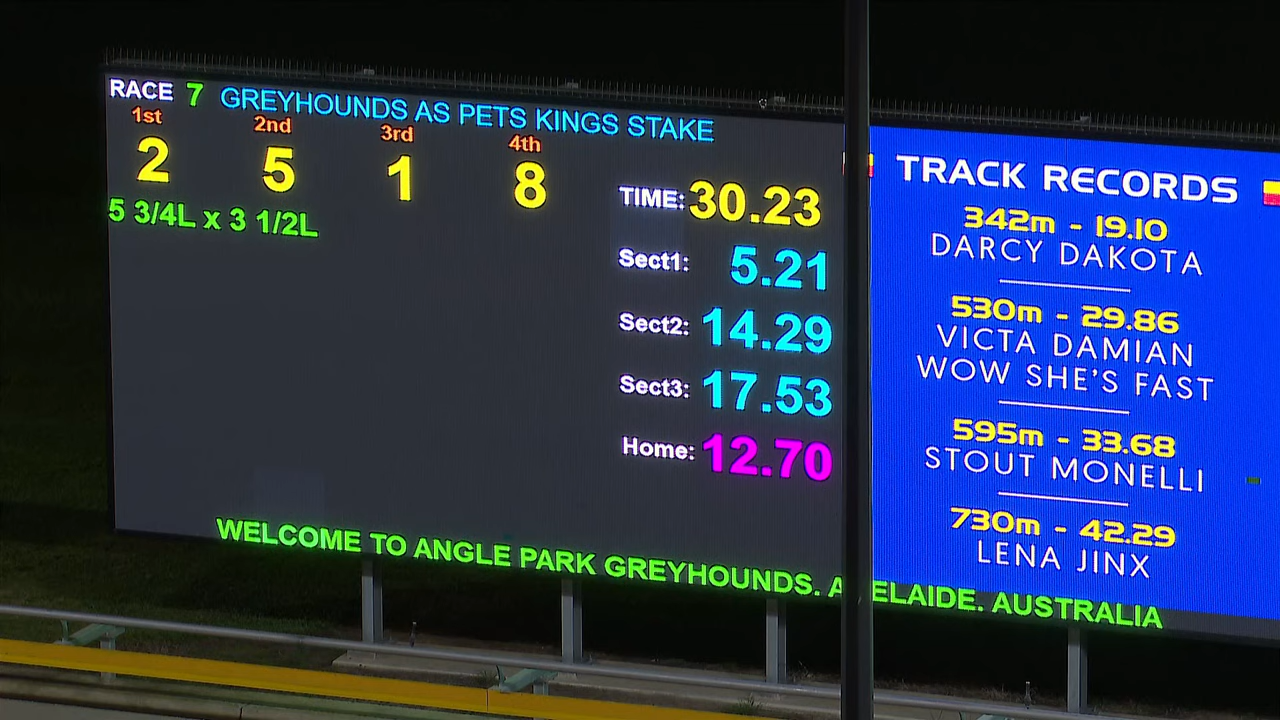 RACE 7 GREYHOUNDS AS PETS KINGS STAKE
1st 2nd 3rd 4th
2 5 1 8
5 3/4L x 3 1/2L
TIME: 30.23
Sect1: 5.21
Sect2: 14.29
Sect3: 17.53
Home: 12.70
TRACK RECORDS
342m - 19.10
DARCY DAKOTA
530m - 29.86
VICTA DAMIAN
WOW SHE'S FAST
595m - 33.68
STOUT MONELLI
730m - 42.29
LENA JINX
WELCOME TO ANGLE PARK GREYHOUNDS. ADELAIDE. AUSTRALIA